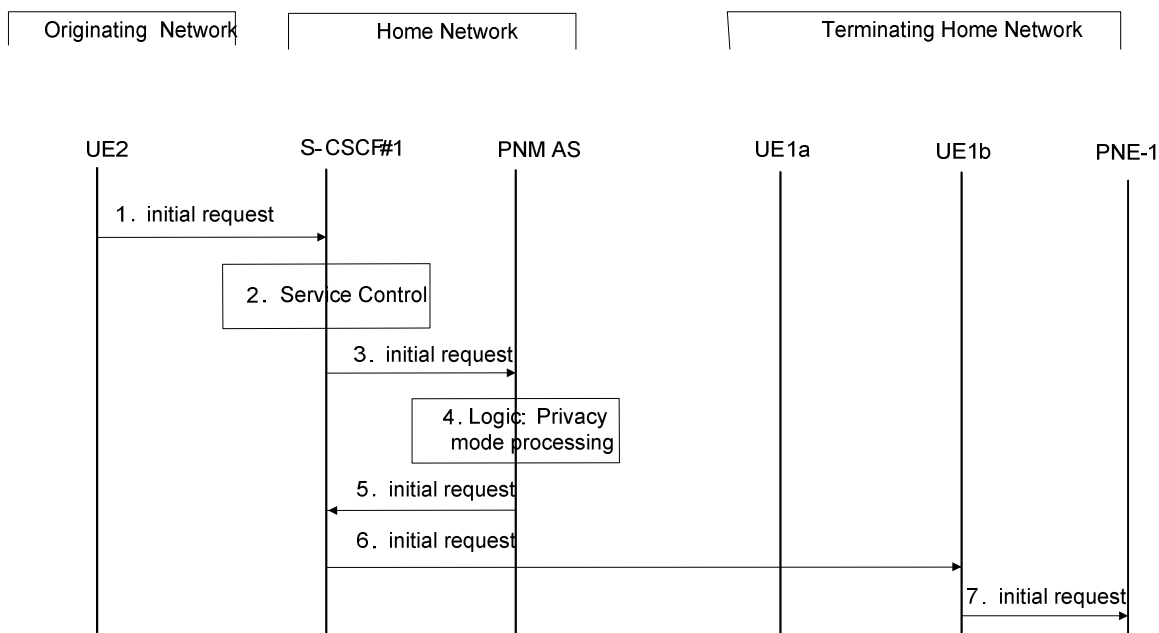 Originating Network
Home Network
Terminating Home Network
UE2
S-CSCF#1
PNM AS
UE1a
UE1b
PNE-1
1. initial request
2. Service Control
3. initial request
4. Logic: Privacy
mode processing
5. initial request
6. initial request
7. initial request